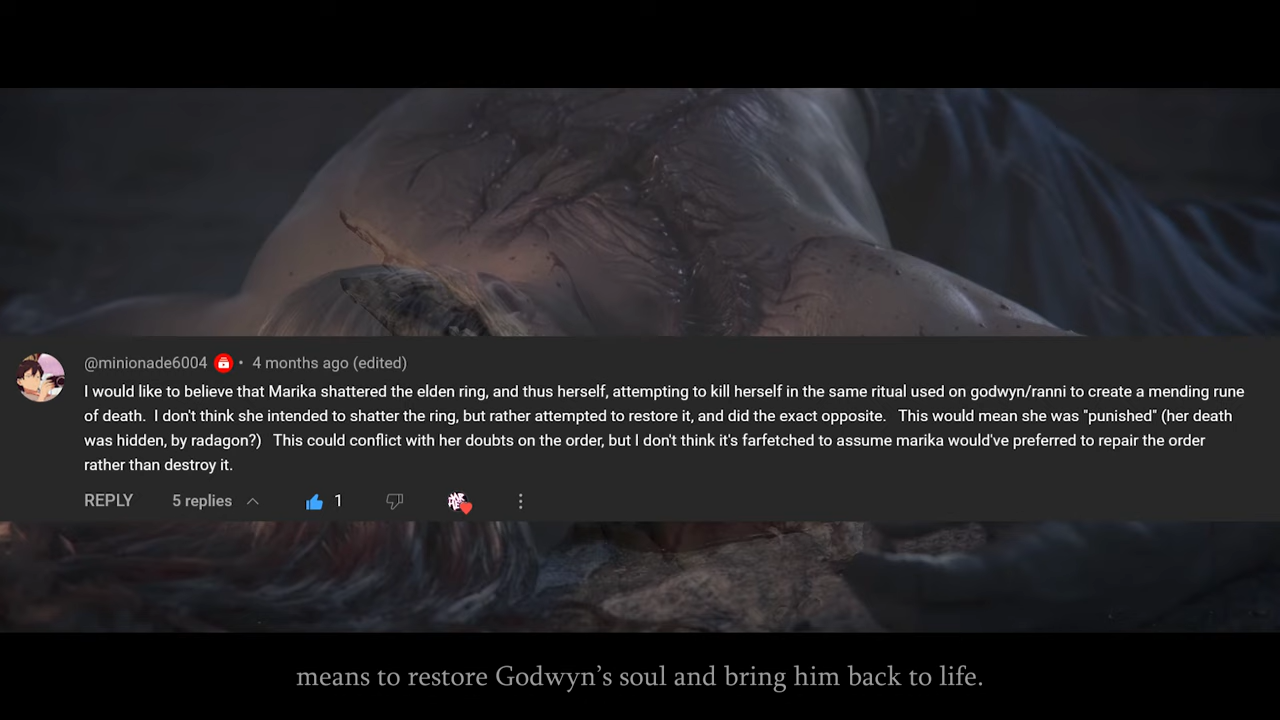 @minionade6004 • 4 months ago (edited)
I would like to believe that Marika shattered the elden ring, and thus herself, attempting to kill herself in the same ritual used on godwyn/ranni to create a mending rune
of death.  I don't think she intended to shatter the ring, but rather attempted to restore it, and did the exact opposite.   This would mean she was "punished" (her death
was hidden, by radagon?)   This could conflict with her doubts on the order, but I don't think it's farfetched to assume marika would've preferred to repair the order
rather than destroy it.
REPLY 5 replies 1
means to restore Godwyn’s soul and bring him back to life.